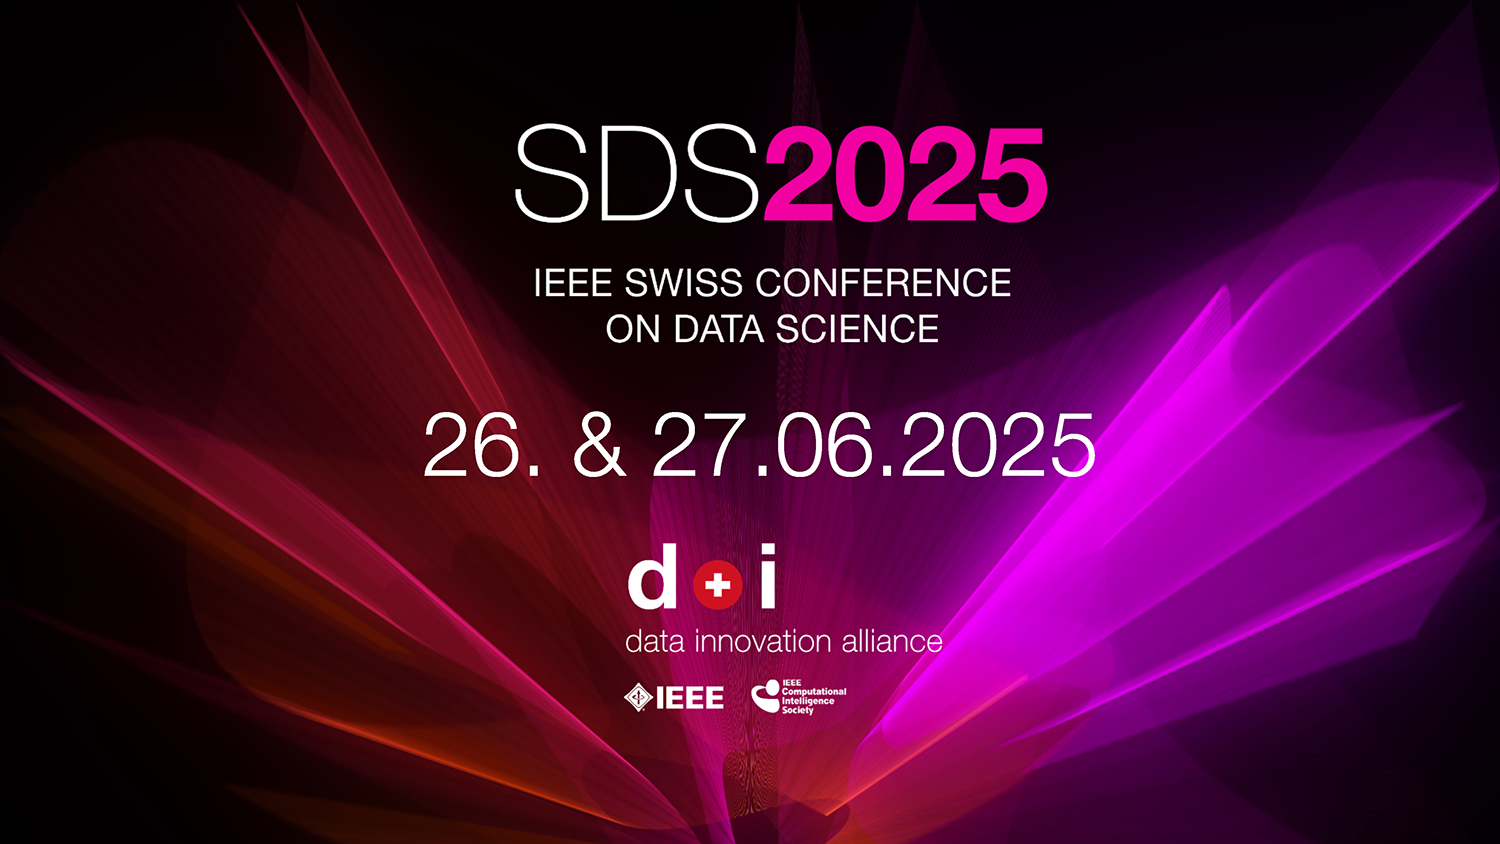 SDS2025
IEEE SWISS CONFERENCE
ON DATA SCIENCE
26. & 27.06.2025
d+i
data innovation alliance
IEEE
IEEE
Computational
Intelligence
Society